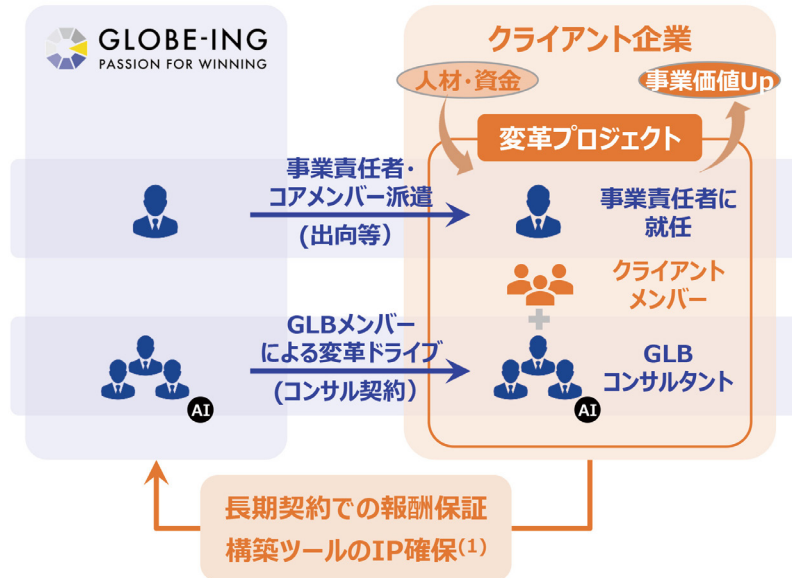 GLOBE-ING
PASSION FOR WINNING
クライアント企業
人材・資金
事業価値Up
変革プロジェクト
事業責任者・
コアメンバー派遣
(出向等)
事業責任者に
就任
クライアント
メンバー
GLBメンバー
による変革ドライブ
(コンサル契約)
GLB
コンサルタント
AI
AI
長期契約での報酬保証
構築ツールのIP確保(1)